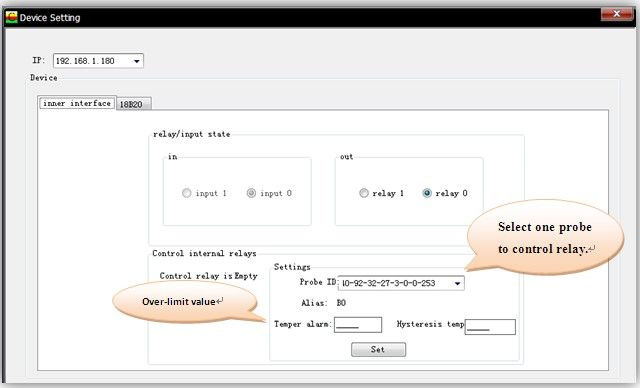 Device Setting
IP: 192.168.1.180
Device
inner interface 18B20
relay/input state
in
out
input 1 input 0
relay 1 relay 0
Select one probe
to control relay.
Control internal relays
Control relay is Empty
Settings
Probe ID: 40-92-32-27-3-0-0-253
Over-limit value
Alias: B0
Temper alarm: Hysteresis temp
Set